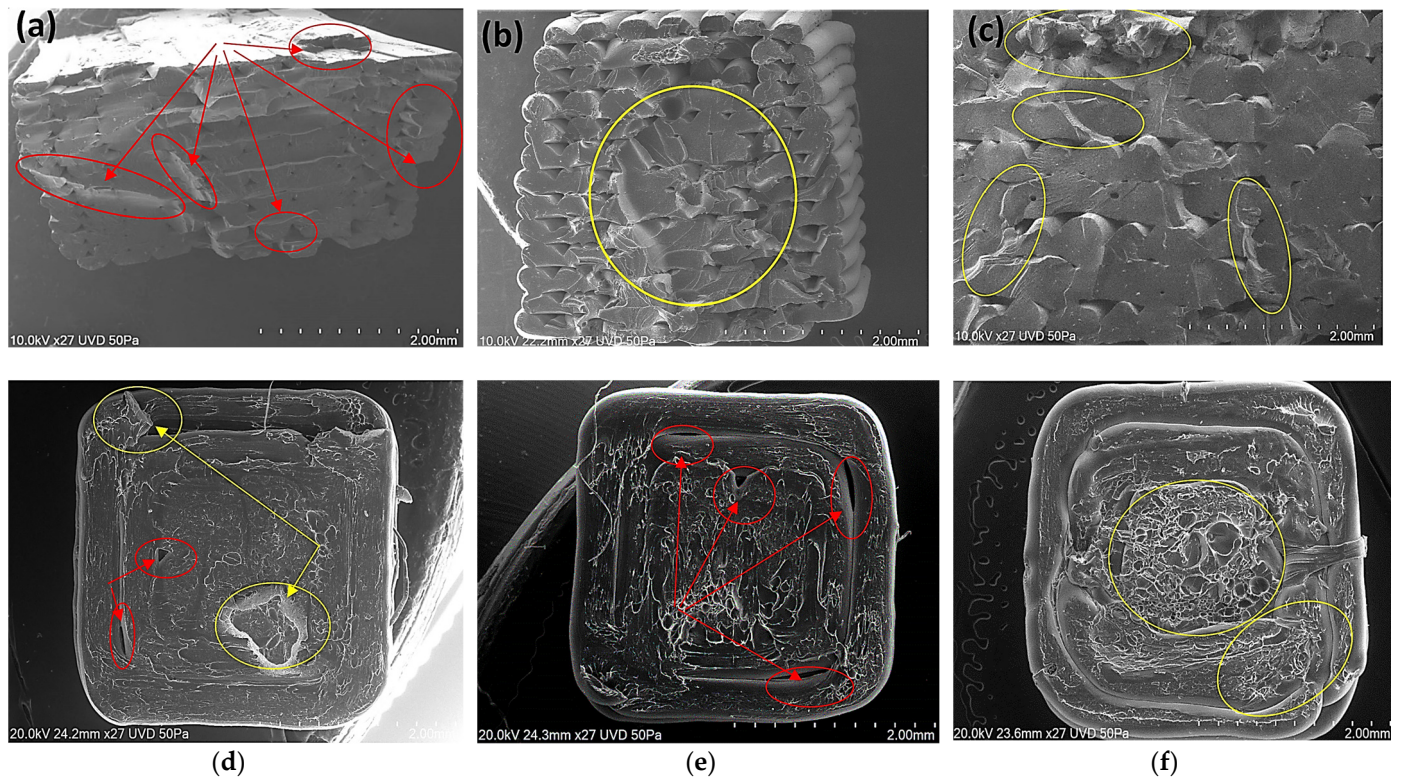 (a)
(b)
(c)
10.0kV x27 UVD 50Pa
2.00mm
10.0kV 22.2mm x27 UVD 50Pa
2.00mm
10.0kV x27 UVD 50Pa
2.00mm
20.0kV 24.2mm x27 UVD 50Pa
2.00mm
20.0kV 24.3mm x27 UVD 50Pa
2.00mm
20.0kV 23.6mm x27 UVD 50Pa
2.00mm
(d)
(e)
(f)